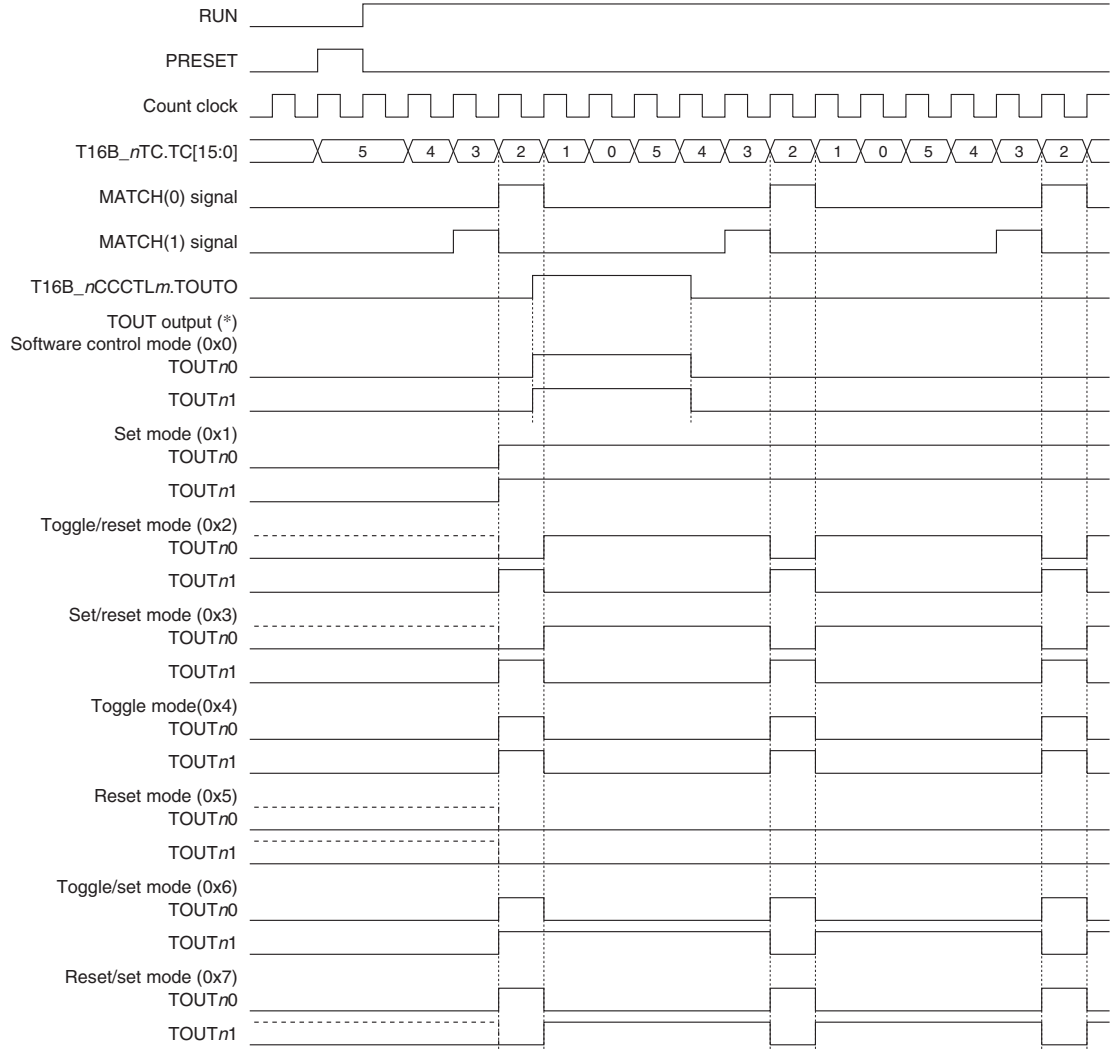 RUN
PRESET
Count clock
T16B_nTC.TC[15:0] 5 4 3 2 1 0 5 4 3 2 1 0 5 4 3 2
MATCH(0) signal
MATCH(1) signal
T16B_nCCCTLm.TOUTO
TOUT output (*)
Software control mode (0x0)
TOUTn0
TOUTn1
Set mode (0x1)
TOUTn0
TOUTn1
Toggle/reset mode (0x2)
TOUTn0
TOUTn1
Set/reset mode (0x3)
TOUTn0
TOUTn1
Toggle mode(0x4)
TOUTn0
TOUTn1
Reset mode (0x5)
TOUTn0
TOUTn1
Toggle/set mode (0x6)
TOUTn0
TOUTn1
Reset/set mode (0x7)
TOUTn0
TOUTn1